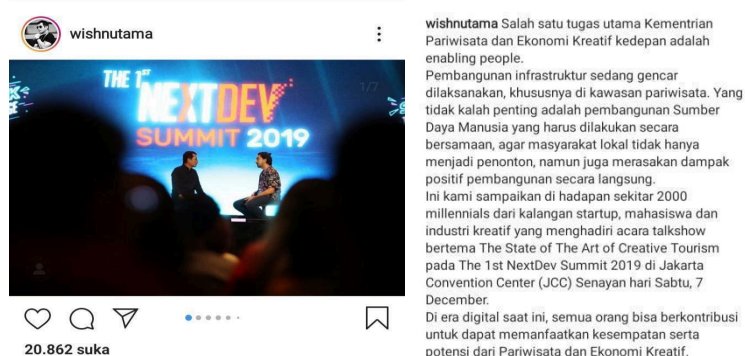 wishnutama
THE 1ST
NEXTDEV
SUMMIT 2019
1/7
20.862 suka
wishnutama Salah satu tugas utama Kementrian
Pariwisata dan Ekonomi Kreatif kedepan adalah
enabling people.
Pembangunan infrastruktur sedang gencar
dilaksanakan, khususnya di kawasan pariwisata. Yang
tidak kalah penting adalah pembangunan Sumber
Daya Manusia yang harus dilakukan secara
bersamaan, agar masyarakat lokal tidak hanya
menjadi penonton, namun juga merasakan dampak
positif pembangunan secara langsung.
Ini kami sampaikan di hadapan sekitar 2000
millennials dari kalangan startup, mahasiswa dan
industri kreatif yang menghadiri acara talkshow
bertema The State of The Art of Creative Tourism
pada The 1st NextDev Summit 2019 di Jakarta
Convention Center (JCC) Senayan hari Sabtu, 7
December.
Di era digital saat ini, semua orang bisa berkontribusi
untuk dapat memanfaatkan kesempatan serta
potensi dari Pariwisata dan Ekonomi Kreatif.